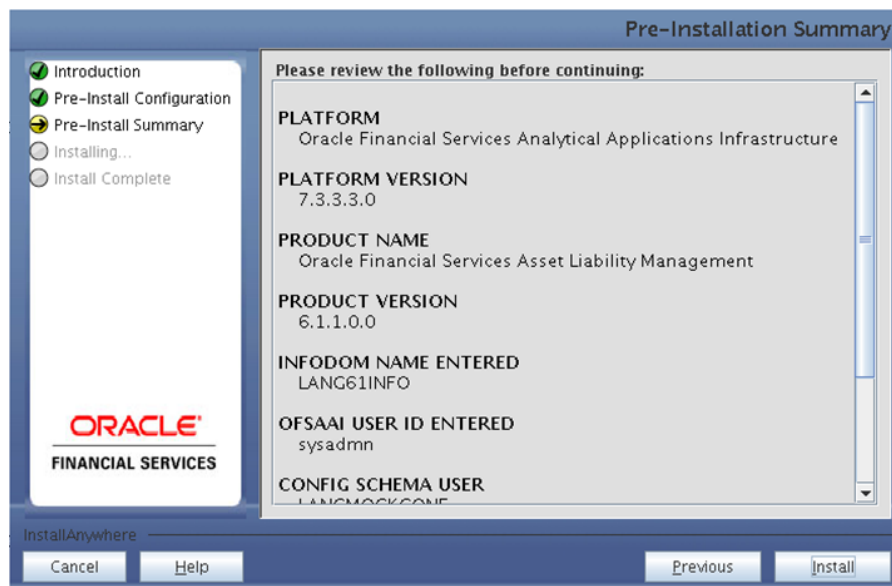 Pre-Installation Summary
Introduction
Pre-Install Configuration
Pre-Install Summary
Installing...
Install Complete
ORACLE
FINANCIAL SERVICES
Please review the following before continuing:
PLATFORM
Oracle Financial Services Analytical Applications Infrastructure
PLATFORM VERSION
7.3.3.3.0
PRODUCT NAME
Oracle Financial Services Asset Liability Management
PRODUCT VERSION
6.1.1.0.0
INFODOM NAME ENTERED
LANG61INFO
OFSAAI USER ID ENTERED
sysadmn
CONFIG SCHEMA USER
InstallAnywhere
Cancel
Help
Previous
Install